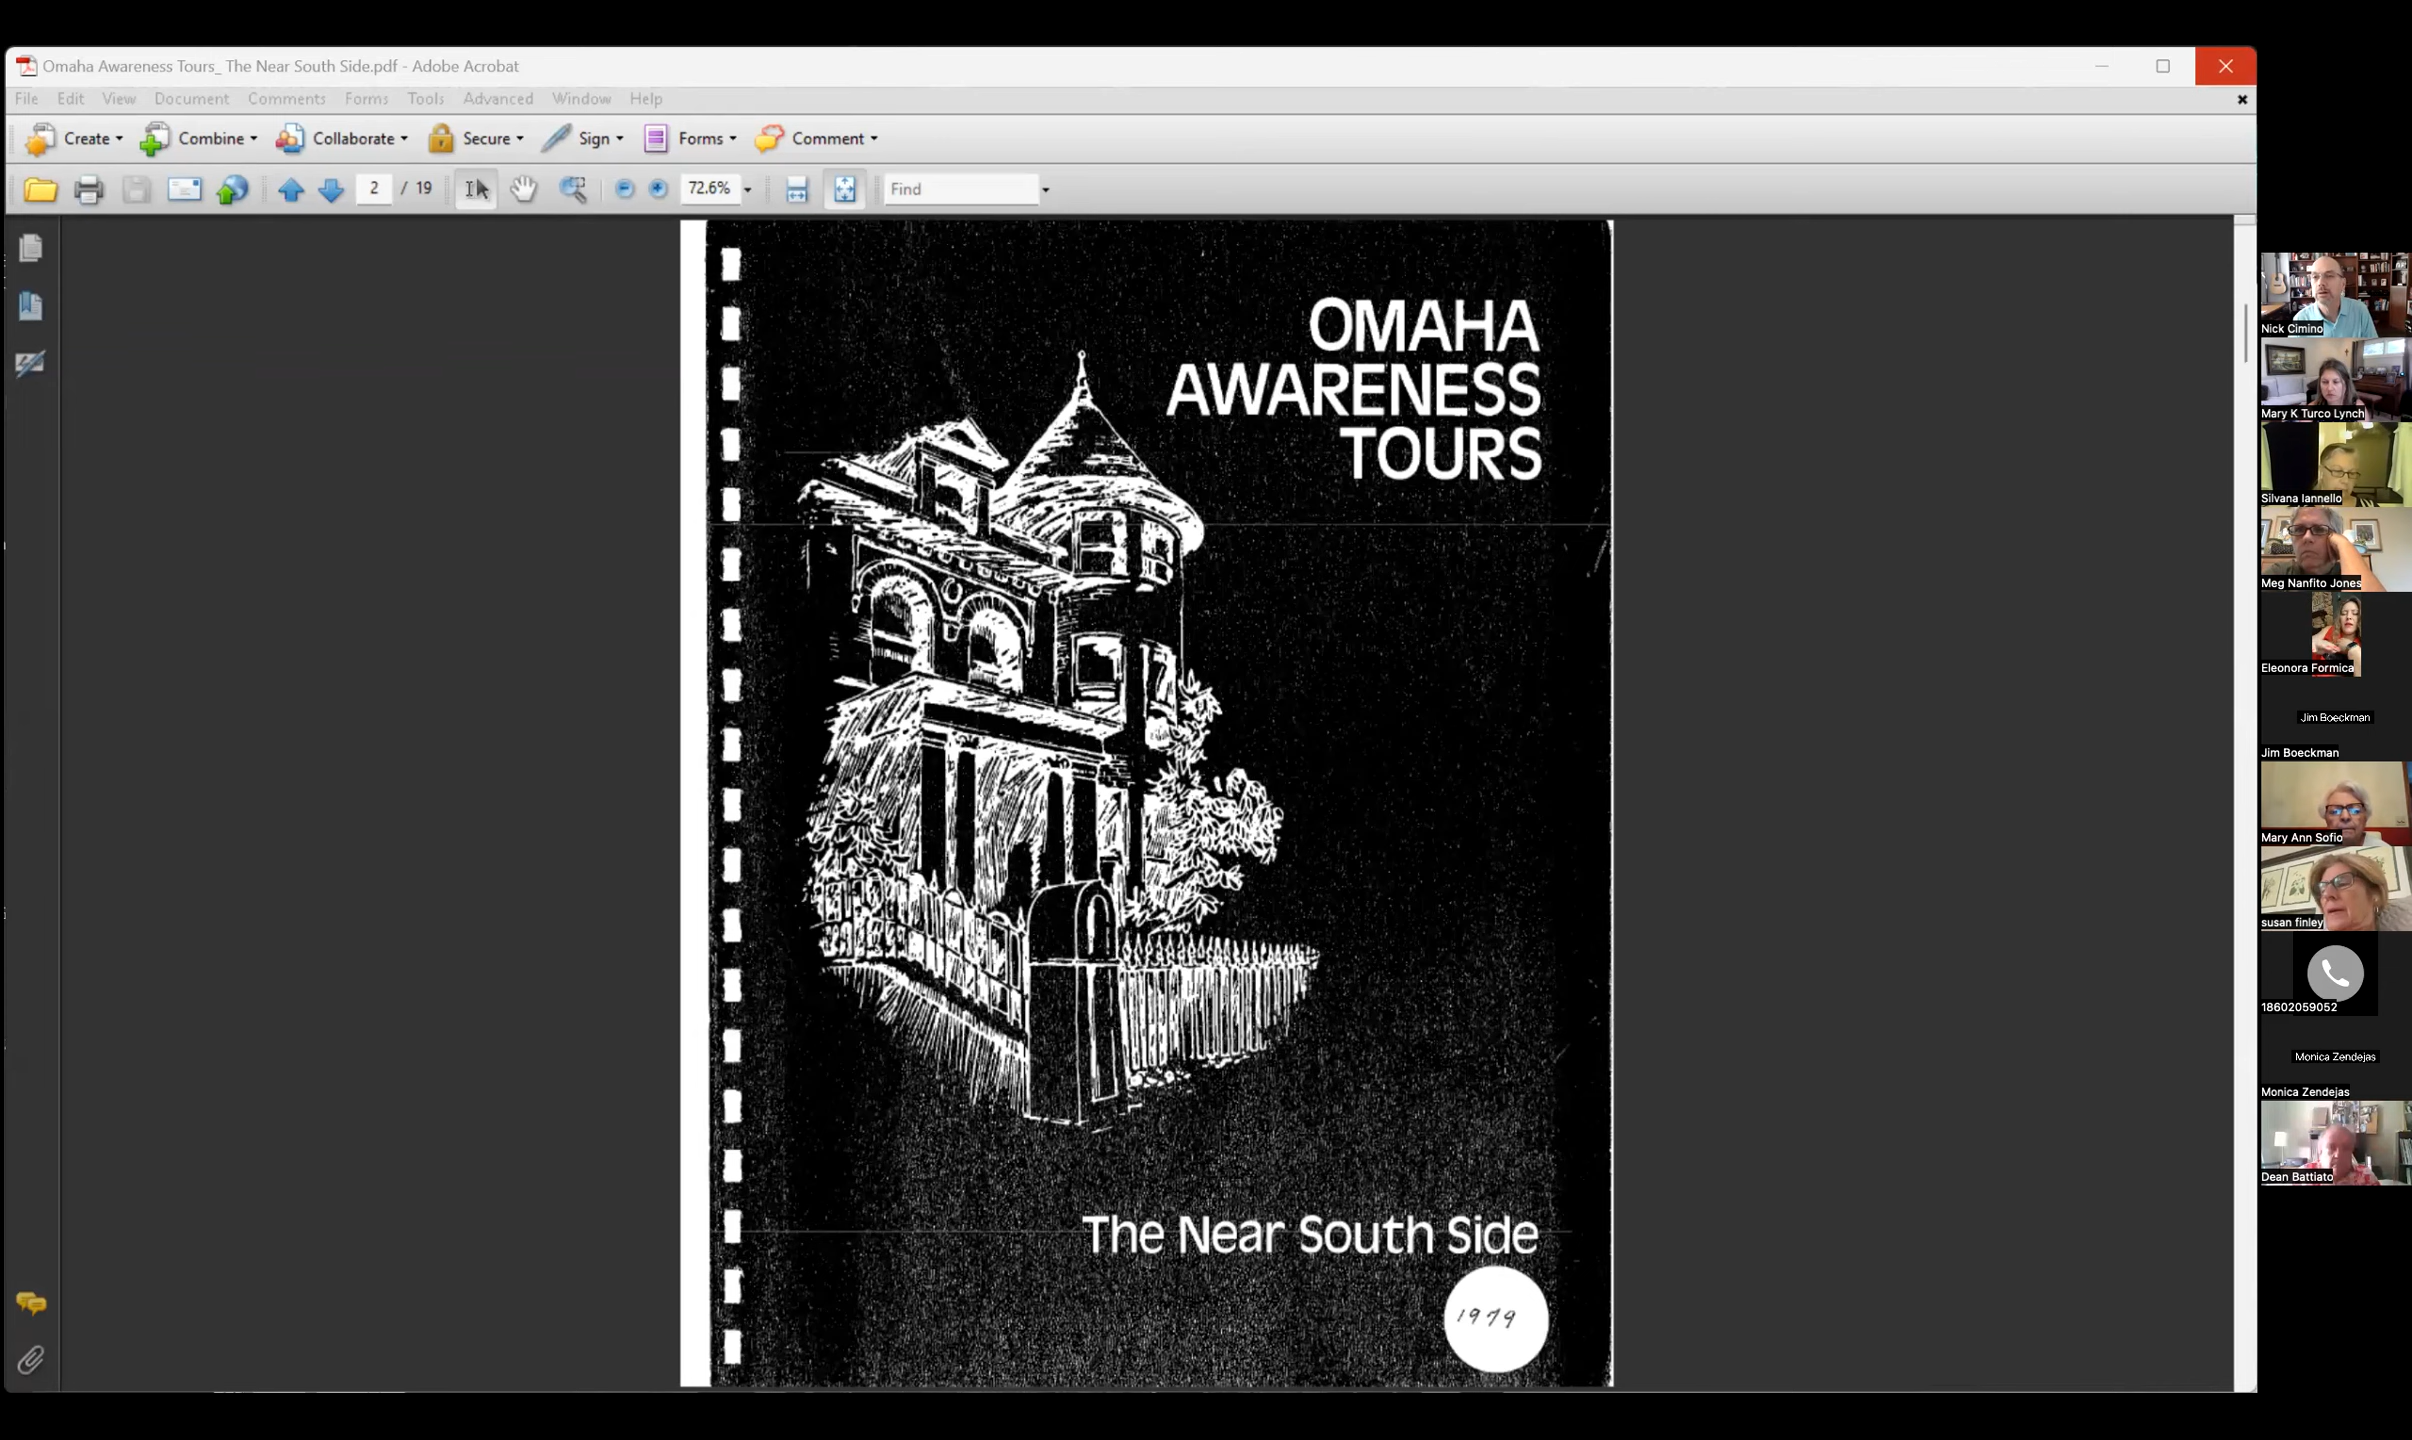 Omaha Awareness Tours_ The Near South Side.pdf - Adobe Acrobat
File Edit View Document Comments Forms Tools Advanced Window Help
Create Combine Collaborate Secure Sign Forms Comment
2 / 19 72.6% Find
OMAHA
AWARENESS
TOURS
The Near South Side
1979
Nick Cimino
Mary K Turco Lynch
Silvana Iannello
Meg Nanfito Jones
Eleonora Formica
Jim Boeckman
Jim Boeckman
Mary Ann Sofio
susan finley
18602059052
Monica Zendejas
Monica Zendejas
Dean Battiato